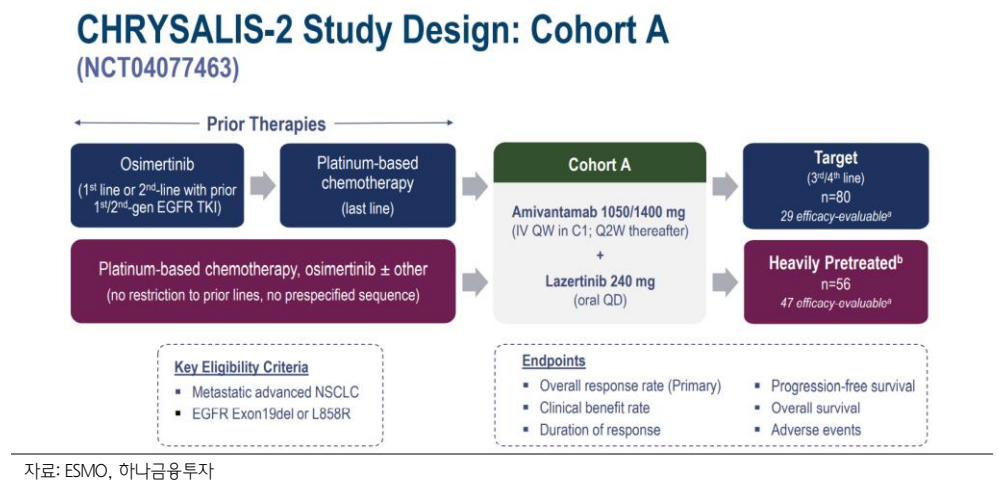 CHRYSALIS-2 Study Design: Cohort A
(NCT04077463)
Prior Therapies
Osimertinib
(1st line or 2nd-line with prior
1st/2nd-gen EGFR TKI)
Platinum-based
chemotherapy
(last line)
Platinum-based chemotherapy, osimertinib ± other
(no restriction to prior lines, no prespecified sequence)
Cohort A
Amivantamab 1050/1400 mg
(IV QW in C1; Q2W thereafter)
+
Lazertinib 240 mg
(oral QD)
Target
(3rd/4th line)
n=80
29 efficacy-evaluableª
Heavily Pretreatedᵇ
n=56
47 efficacy-evaluableª
Key Eligibility Criteria
▪ Metastatic advanced NSCLC
▪ EGFR Exon19del or L858R
Endpoints
▪ Overall response rate (Primary)
▪ Clinical benefit rate
▪ Duration of response
▪ Progression-free survival
▪ Overall survival
▪ Adverse events
자료: ESMO, 하나금융투자